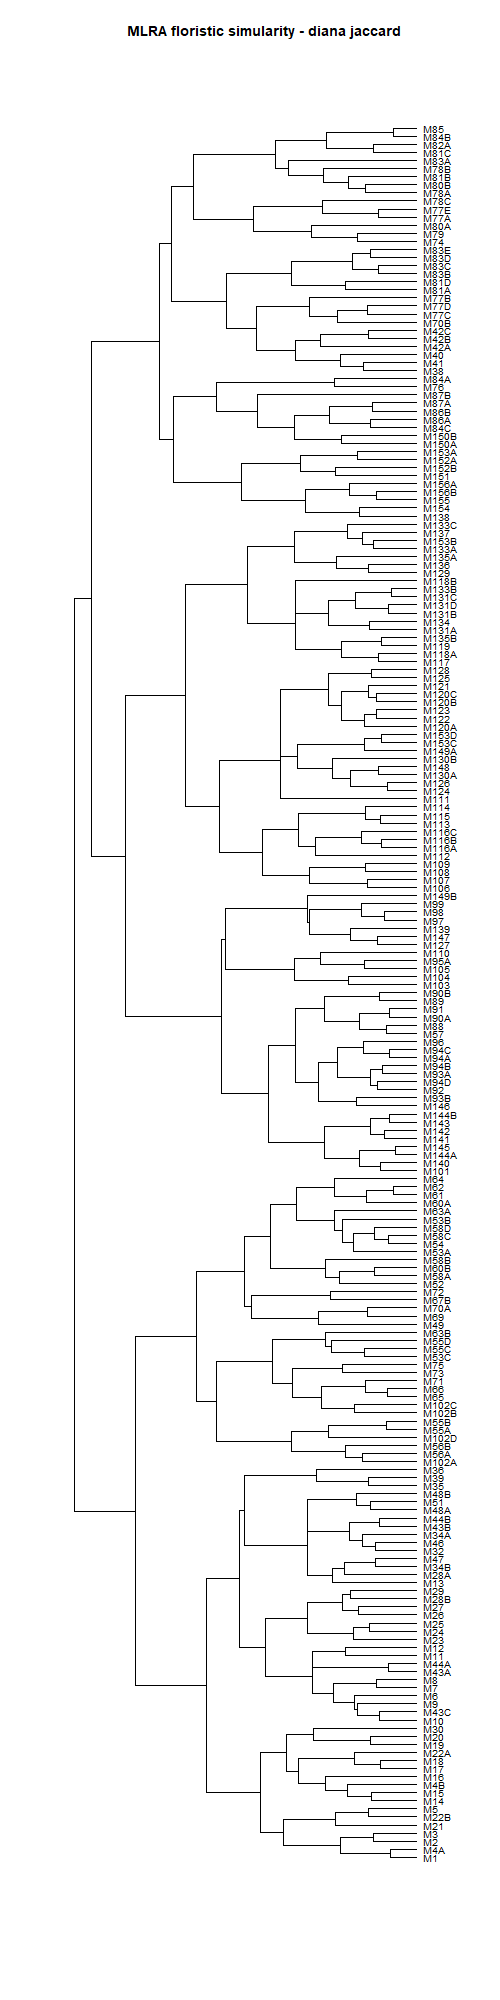 MLRA floristic simularity - diana jaccard
M85
M84B
M82A
M81C
M83A
M78B
M81B
M80B
M78A
M78C
M77E
M77A
M80A
M79
M74
M83E
M83D
M83C
M83B
M81D
M81A
M77B
M77D
M77C
M70B
M42C
M42B
M42A
M40
M41
M38
M84A
M76
M87B
M87A
M86B
M86A
M84C
M150B
M150A
M153A
M152A
M152B
M151
M156A
M156B
M155
M154
M138
M133C
M137
M153B
M133A
M135A
M136
M129
M118B
M133B
M131C
M131D
M131B
M134
M131A
M135B
M119
M118A
M117
M128
M125
M121
M120C
M120B
M123
M122
M120A
M153D
M153C
M149A
M130B
M148
M130A
M126
M124
M111
M114
M115
M113
M116C
M116B
M116A
M112
M109
M108
M107
M106
M149B
M99
M98
M97
M139
M147
M127
M110
M95A
M105
M104
M103
M90B
M89
M91
M90A
M88
M57
M96
M94C
M94A
M94B
M93A
M94D
M92
M93B
M146
M144B
M143
M142
M141
M145
M144A
M140
M101
M64
M62
M61
M60A
M63A
M53B
M58D
M58C
M54
M53A
M58B
M60B
M58A
M52
M72
M67B
M70A
M69
M49
M63B
M55D
M55C
M53C
M75
M73
M71
M66
M65
M102C
M102B
M55B
M55A
M102D
M56B
M56A
M102A
M36
M39
M35
M48B
M51
M48A
M44B
M43B
M34A
M46
M32
M47
M34B
M28A
M13
M29
M28B
M27
M26
M25
M24
M23
M12
M11
M44A
M43A
M8
M7
M6
M9
M43C
M10
M30
M20
M19
M22A
M18
M17
M16
M4B
M15
M14
M5
M22B
M21
M3
M2
M4A
M1